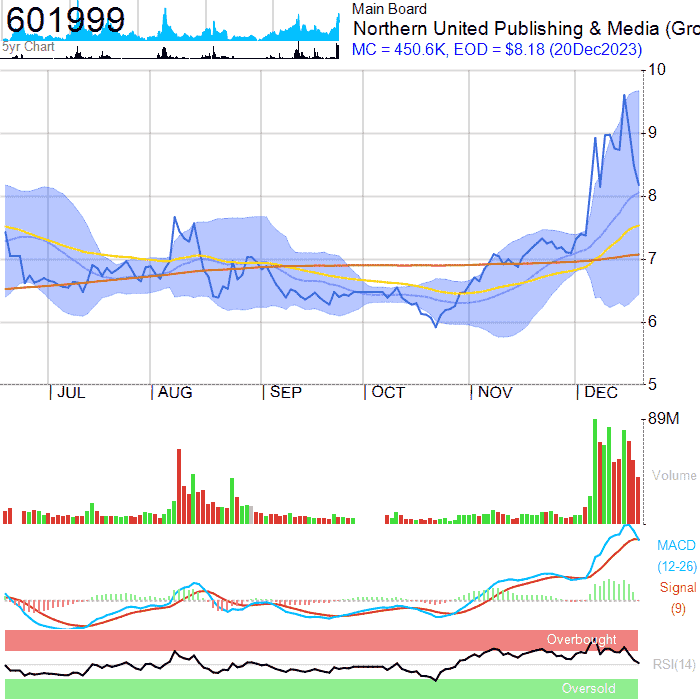 601999
5yr Chart
Main Board
Northern United Publishing & Media (Gro
MC = 450.6K, EOD = $8.18 (20Dec2023)
10
9
8
7
6
5
JUL AUG SEP OCT NOV DEC
89M
Volume
MACD
(12-26)
Signal
(9)
Overbought
RSI(14)
Oversold